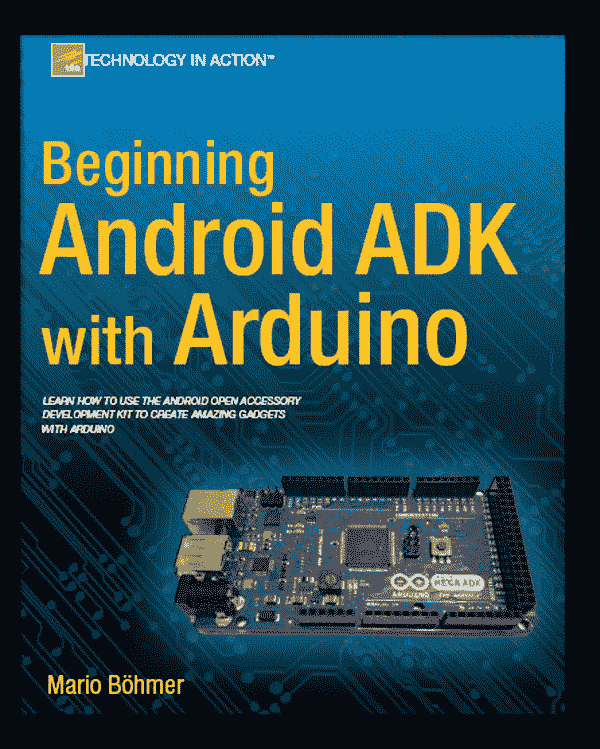 TECHNOLOGY IN ACTION™
Beginning
Android ADK
with Arduino
LEARN HOW TO USE THE ANDROID OPEN ACCESSORY
DEVELOPMENT KIT TO CREATE AMAZING GADGETS
WITH ARDUINO
MEGA ADK
ARDUINO
Mario Böhmer